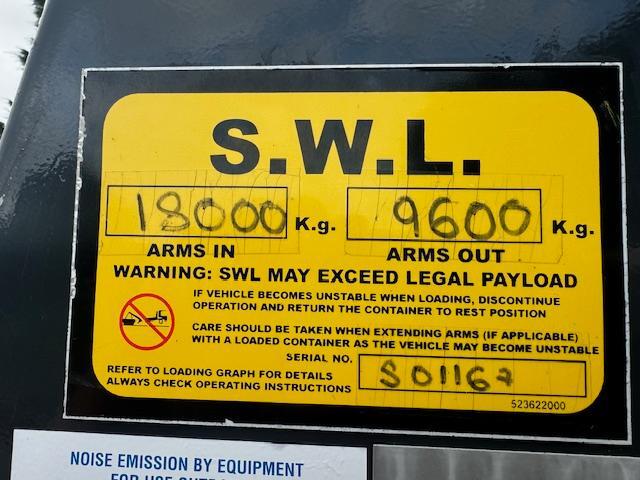 S.W.L.
18000 K.g. 9600 K.g.
ARMS IN ARMS OUT
WARNING: SWL MAY EXCEED LEGAL PAYLOAD
IF VEHICLE BECOMES UNSTABLE WHEN LOADING, DISCONTINUE
OPERATION AND RETURN THE CONTAINER TO REST POSITION
CARE SHOULD BE TAKEN WHEN EXTENDING ARMS (IF APPLICABLE)
WITH A LOADED CONTAINER AS THE VEHICLE MAY BECOME UNSTABLE
SERIAL NO.
REFER TO LOADING GRAPH FOR DETAILS
ALWAYS CHECK OPERATING INSTRUCTIONS
523622000
NOISE EMISSION BY EQUIPMENT